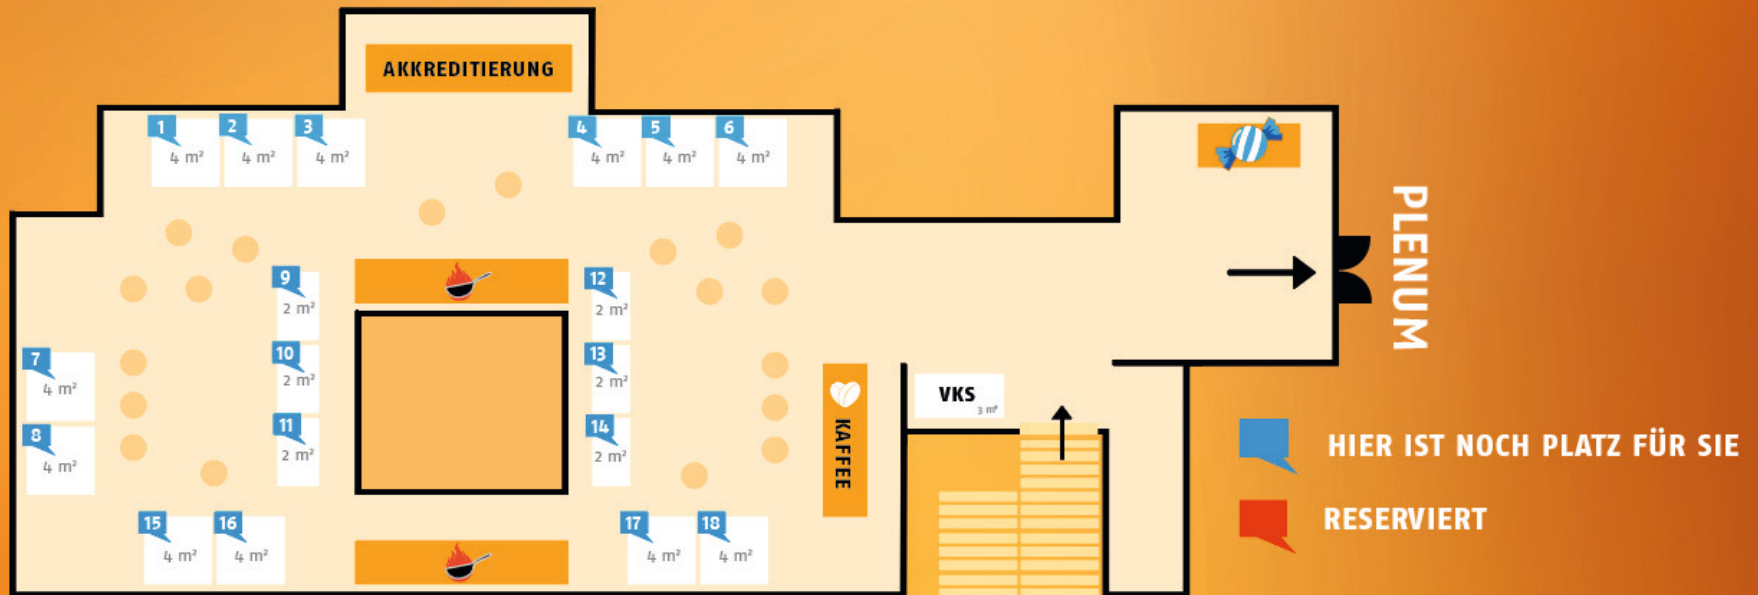 AKKREDITIERUNG
1
4 m²
2
4 m²
3
4 m²
4
4 m²
5
4 m²
6
4 m²
PLENUM
9
2 m²
12
2 m²
7
4 m²
10
2 m²
13
2 m²
8
4 m²
11
2 m²
14
2 m²
KAFFEE
VKS
3 m²
15
4 m²
16
4 m²
17
4 m²
18
4 m²
HIER IST NOCH PLATZ FÜR SIE
RESERVIERT